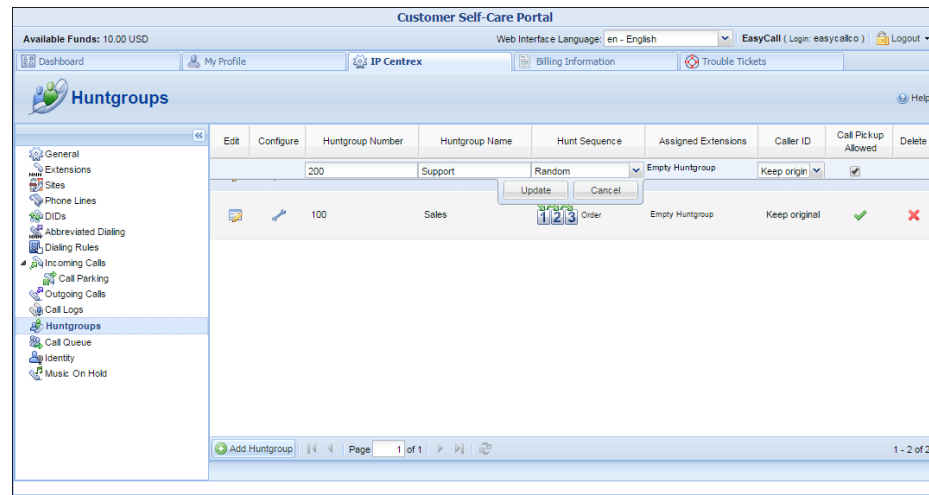 Customer Self-Care Portal
Available Funds: 10.00 USD
Web Interface Language: en - English
EasyCall ( Login: easycallco )
Logout
Dashboard
My Profile
IP Centrex
Billing Information
Trouble Tickets
Huntgroups
Help
Edit Configure Huntgroup Number Huntgroup Name Hunt Sequence Assigned Extensions Caller ID Call Pickup Allowed Delete
200 Support Random Empty Huntgroup Keep origin
Update Cancel
100 Sales 1 2 3 Order Empty Huntgroup Keep original
General
Extensions
Sites
Phone Lines
DIDs
Abbreviated Dialing
Dialing Rules
Incoming Calls
Call Parking
Outgoing Calls
Call Logs
Huntgroups
Call Queue
Identity
Music On Hold
Add Huntgroup Page 1 of 1 1 - 2 of 2